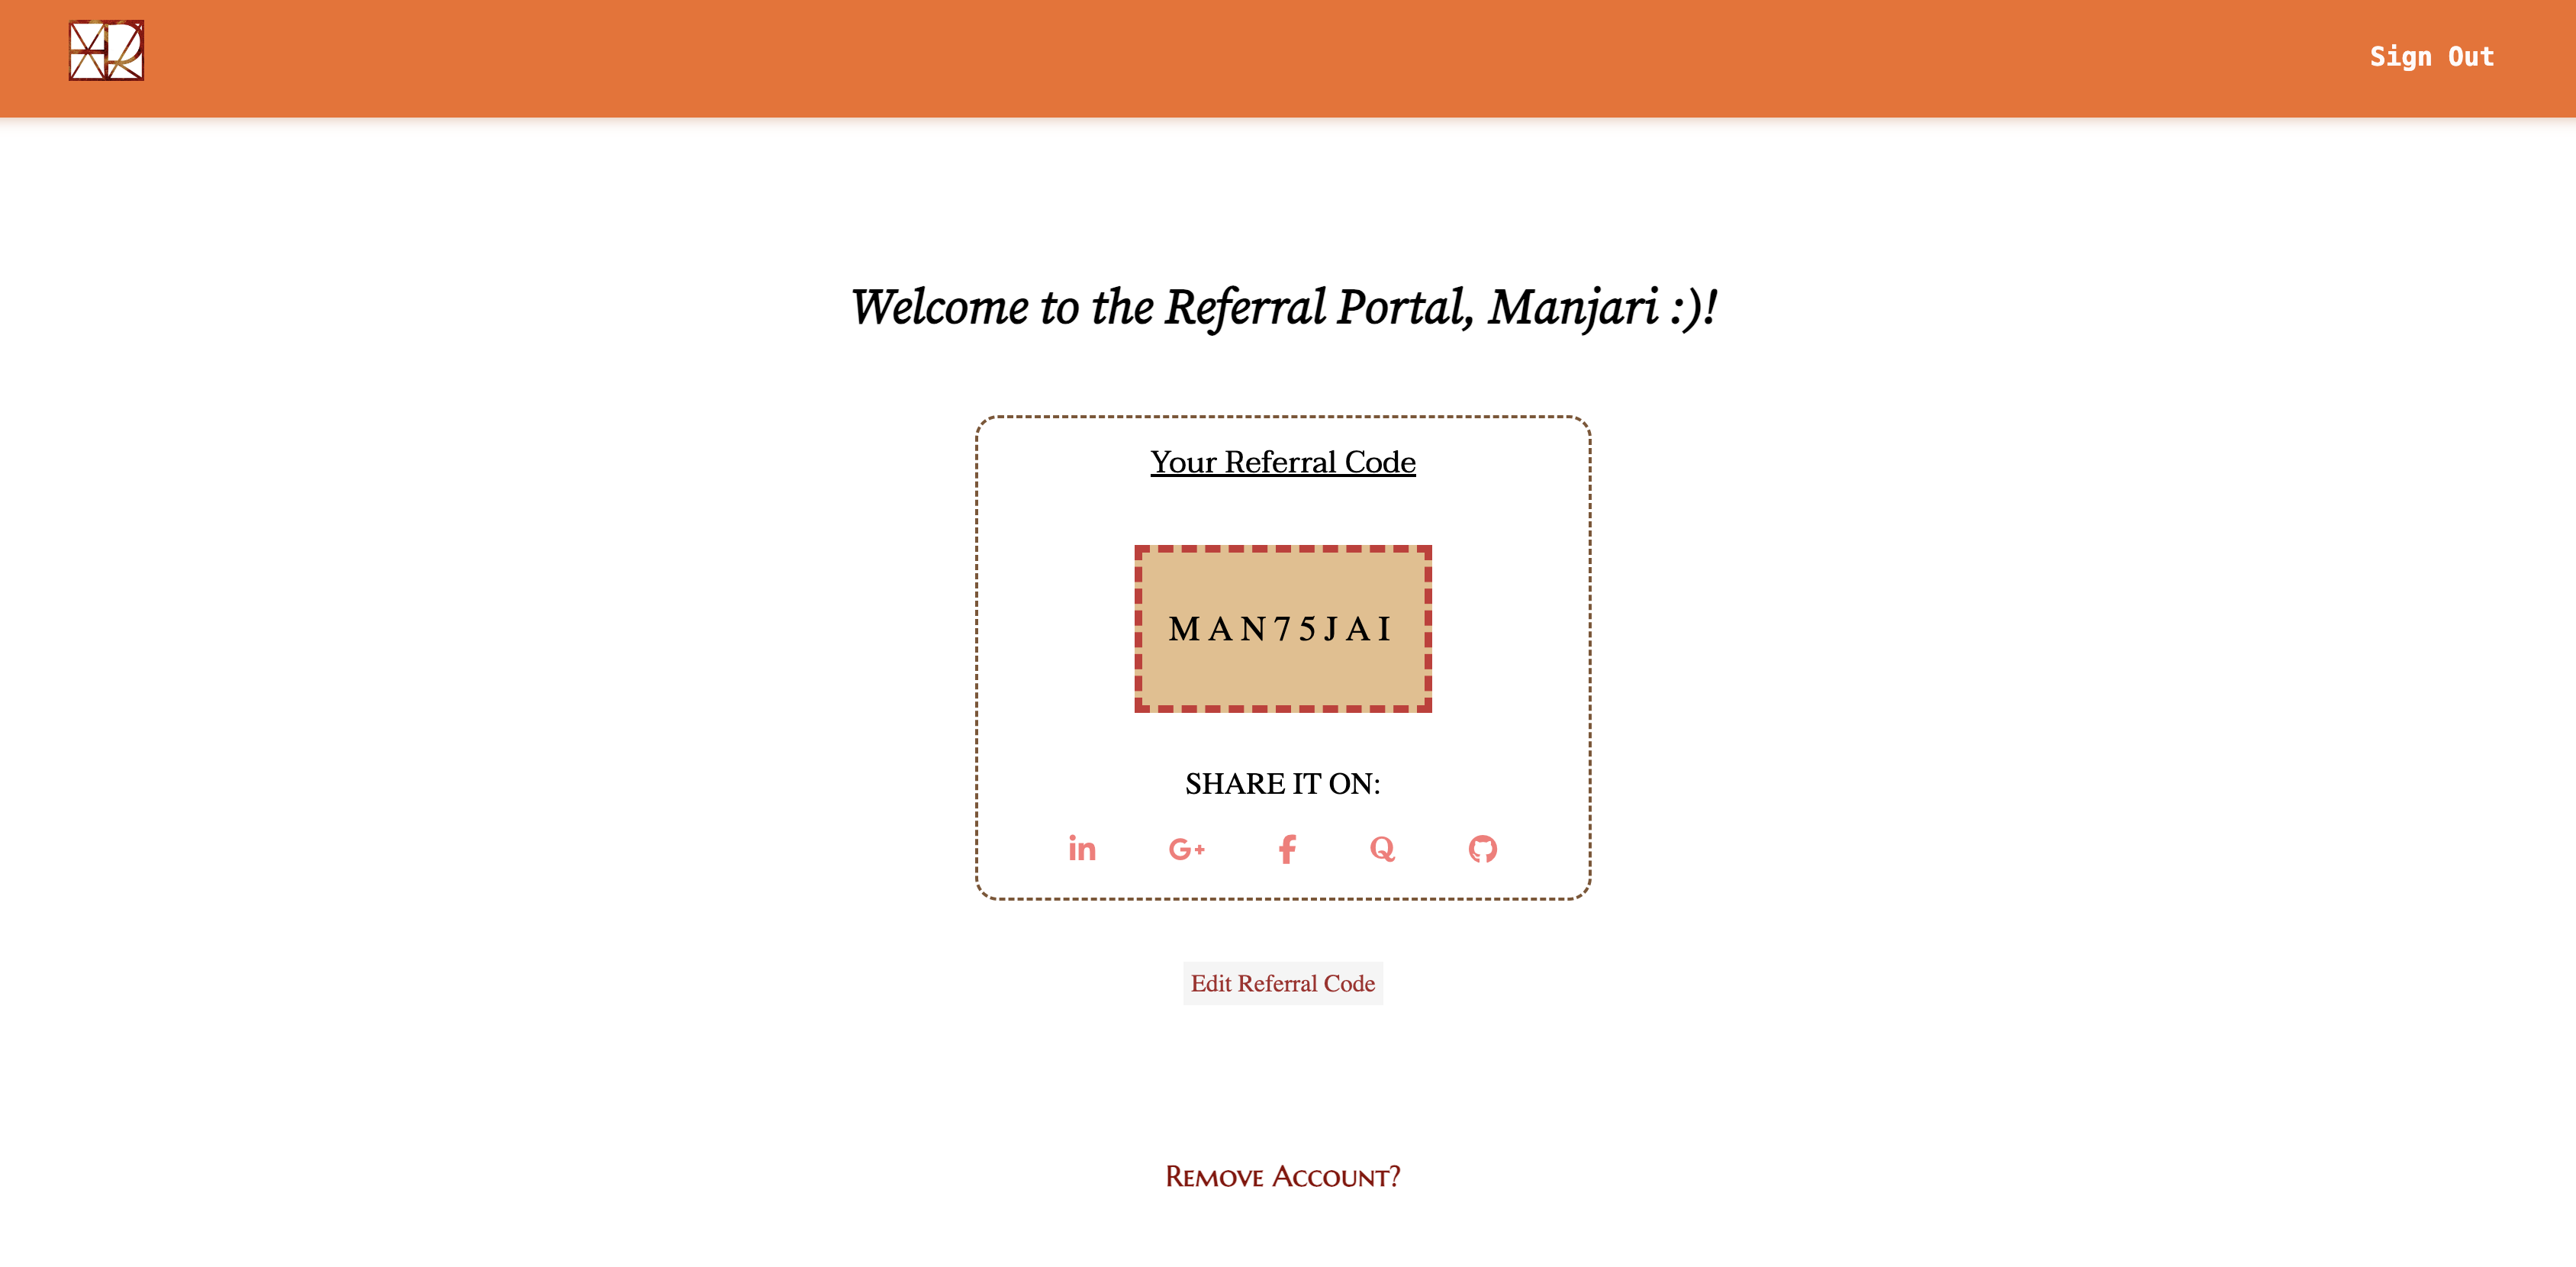 Sign Out
Welcome to the Referral Portal, Manjari :)!
Your Referral Code
MAN75JAI
SHARE IT ON:
Edit Referral Code
Remove Account?